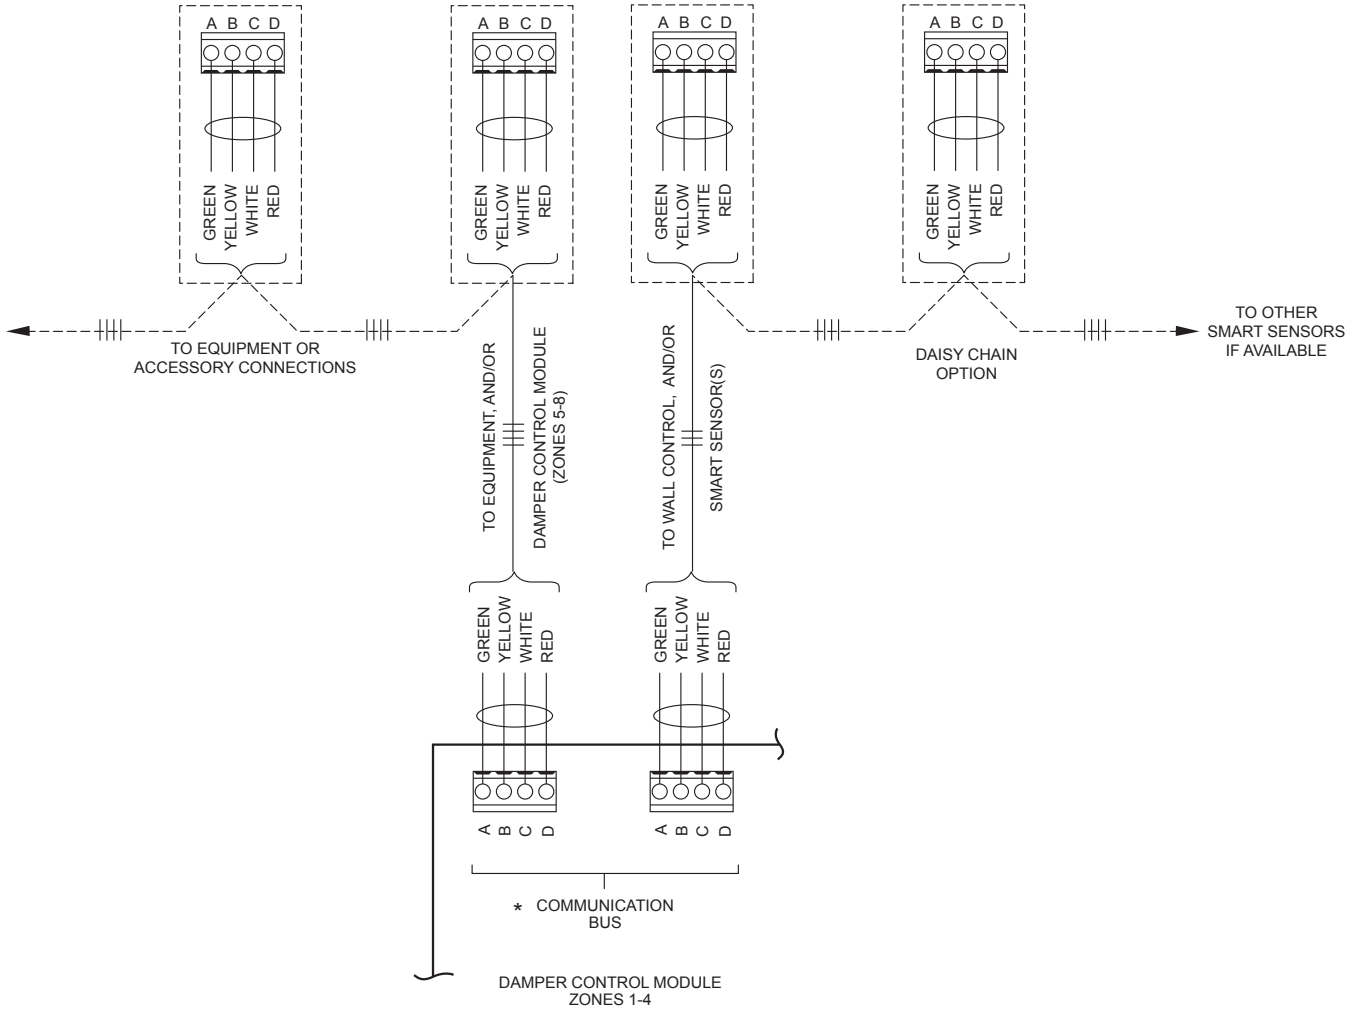 A B C D
A B C D
A B C D
A B C D
GREEN
YELLOW
WHITE
RED
GREEN
YELLOW
WHITE
RED
GREEN
YELLOW
WHITE
RED
GREEN
YELLOW
WHITE
RED
TO EQUIPMENT OR
ACCESSORY CONNECTIONS
TO EQUIPMENT, AND/OR
DAMPER CONTROL MODULE
(ZONES 5-8)
TO WALL CONTROL, AND/OR
SMART SENSOR(S)
DAISY CHAIN
OPTION
TO OTHER
SMART SENSORS
IF AVAILABLE
GREEN
YELLOW
WHITE
RED
GREEN
YELLOW
WHITE
RED
A
B
C
D
A
B
C
D
* COMMUNICATION
BUS
DAMPER CONTROL MODULE
ZONES 1-4